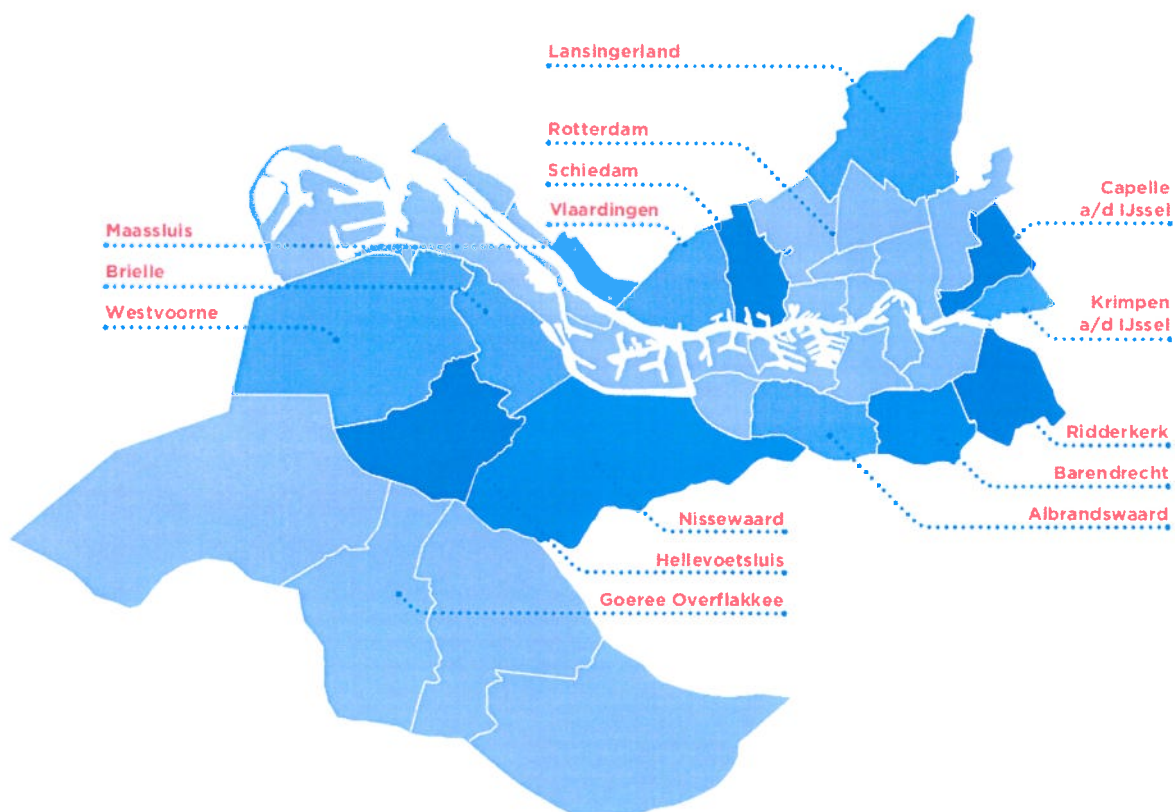 Lansingerland
Rotterdam
Schiedam
Vlaardingen
Maassluis
Brielle
Westvoorne
Capelle
a/d IJssel
Krimpen
a/d IJssel
Ridderkerk
Barendrecht
Albrandswaard
Nissewaard
Hellevoetsluis
Goeree Overflakkee